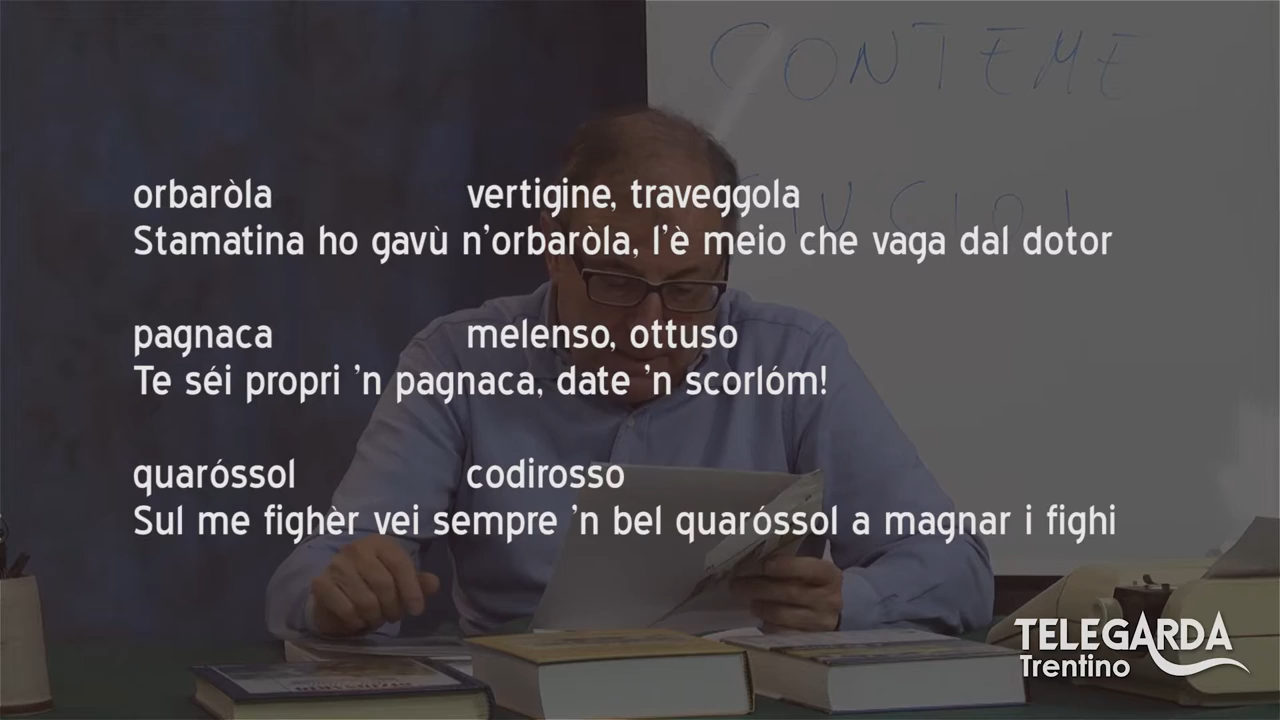 CONTEME
orbaròla vertigine, traveggola
Stamatina ho gavù n'orbaròla, l'è meio che vaga dal dotor
pagnaca melenso, ottuso
Te séi propri 'n pagnaca, date 'n scorlóm!
quaróssol codirosso
Sul me fighèr vei sempre 'n bel quaróssol a magnar i fighi
TELEGARDA
Trentino